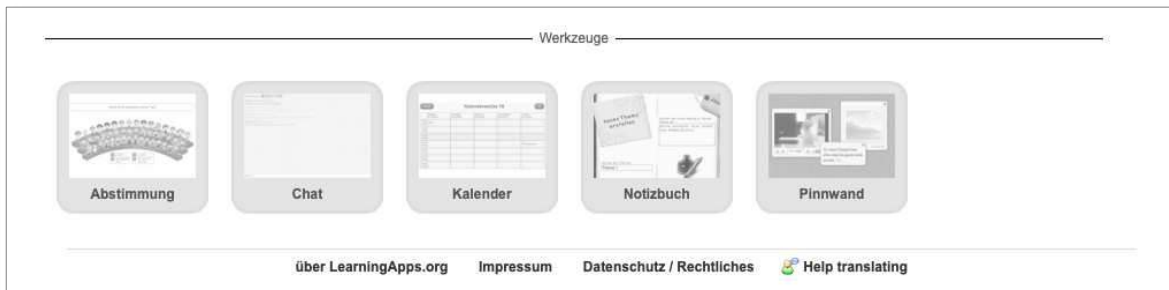 Werkzeuge
Abstimmung Chat Kalender Notizbuch Pinnwand
über LearningApps.org Impressum Datenschutz / Rechtliches Help translating